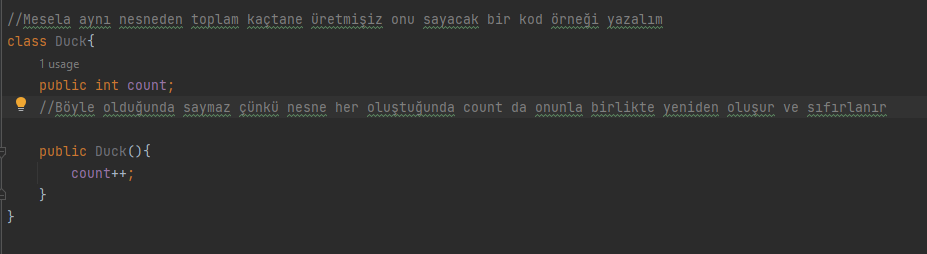 //Mesela aynı nesneden toplam kaçtane üretmişiz onu sayacak bir kod örneği yazalım
class Duck{
1 usage
public int count;
//Böyle olduğunda saymaz çünkü nesne her oluştuğunda count da onunla birlikte yeniden oluşur ve sıfırlanır
public Duck(){
count++;
}
}